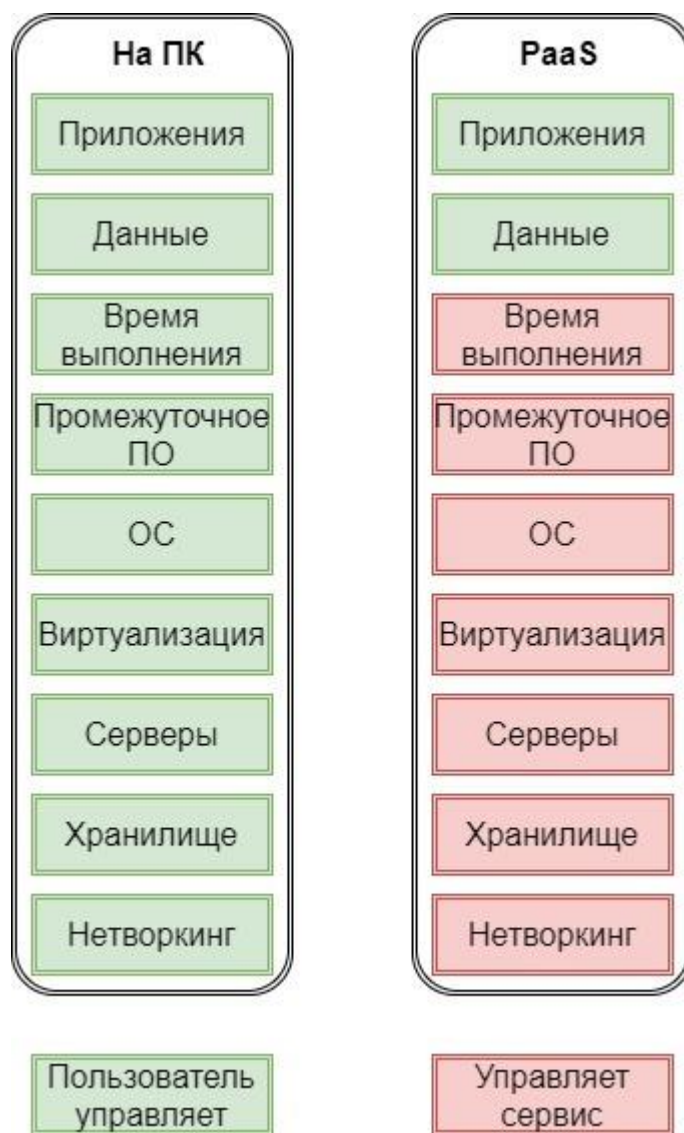 На ПК
Приложения
Данные
Время
выполнения
Промежуточное
ПО
ОС
Виртуализация
Серверы
Хранилище
Нетворкинг
PaaS
Приложения
Данные
Время
выполнения
Промежуточное
ПО
ОС
Виртуализация
Серверы
Хранилище
Нетворкинг
Пользователь
управляет
Управляет
сервис